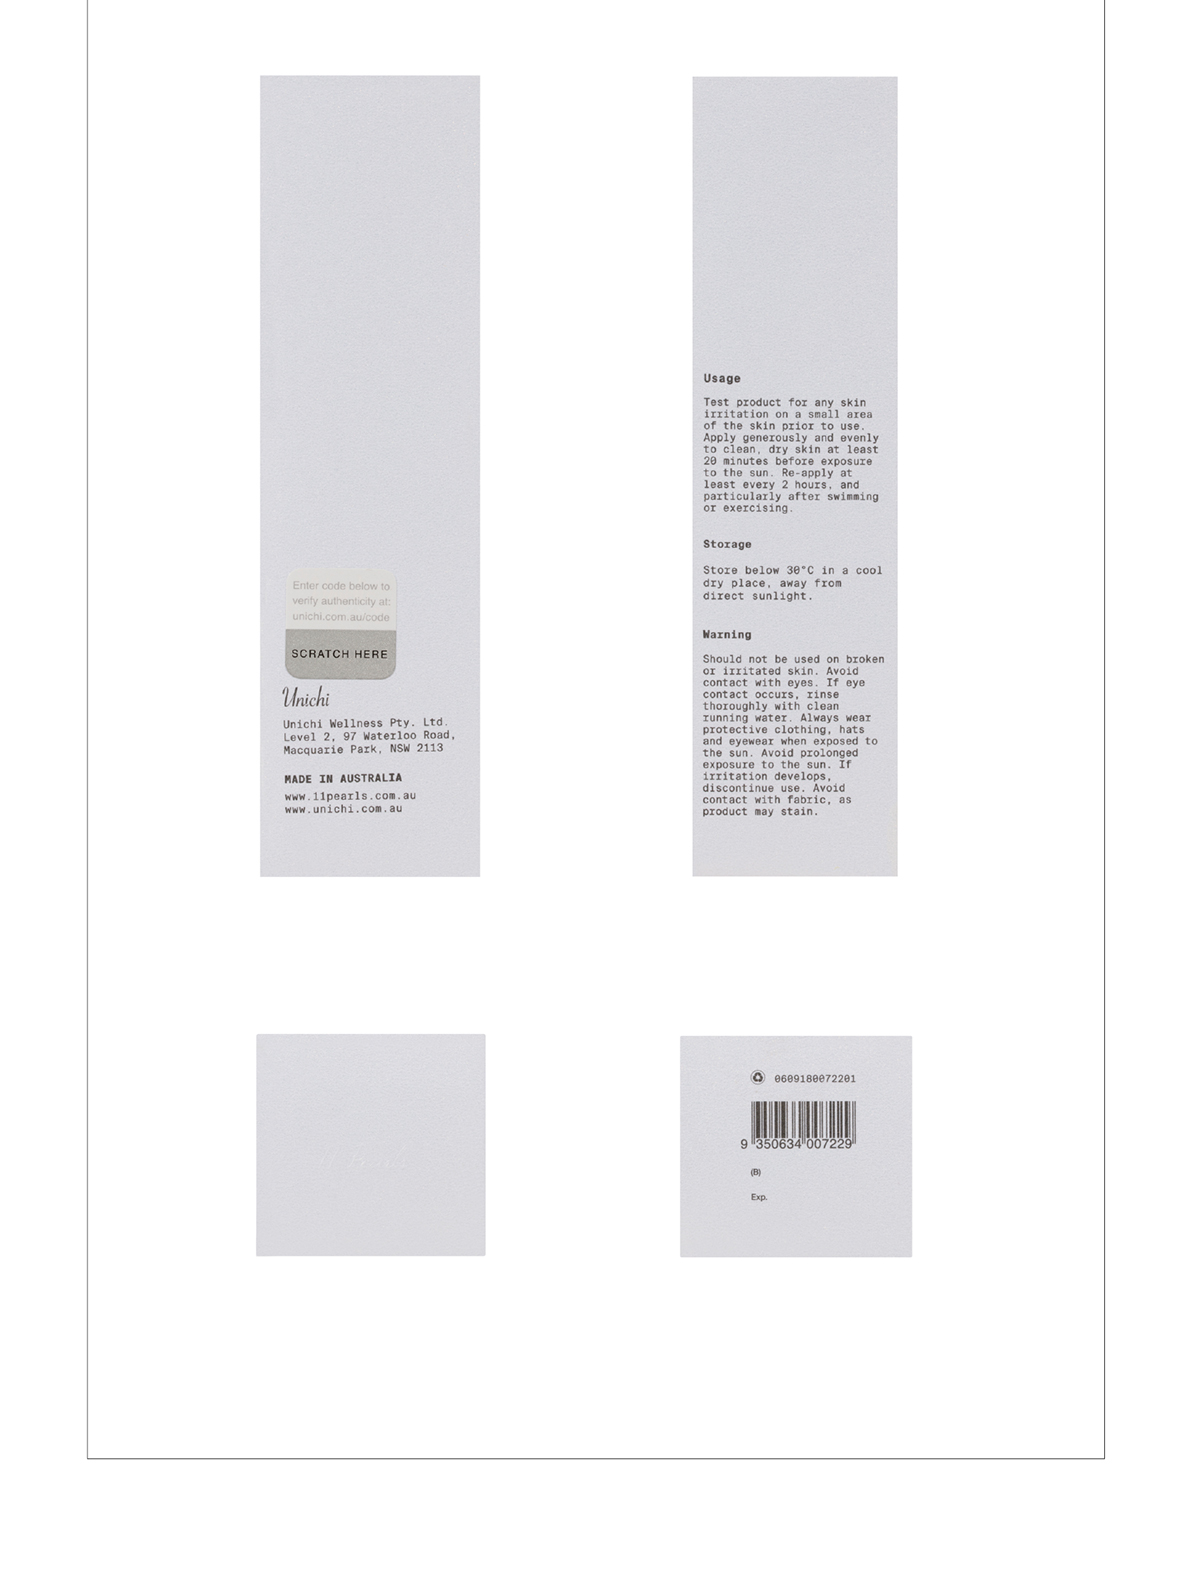 Enter code below to
verify authenticity at:
unichi.com.au/code
SCRATCH HERE
Unichi
Unichi Wellness Pty. Ltd.
Level 2, 97 Waterloo Road,
Macquarie Park, NSW 2113
MADE IN AUSTRALIA
www.11pearls.com.au
www.unichi.com.au
Usage
Test product for any skin
irritation on a small area
of the skin prior to use.
Apply generously and evenly
to clean, dry skin at least
20 minutes before exposure
to the sun. Re-apply at
least every 2 hours, and
particularly after swimming
or exercising.
Storage
Store below 30°C in a cool
dry place, away from
direct sunlight.
Warning
Should not be used on broken
or irritated skin. Avoid
contact with eyes. If eye
contact occurs, rinse
thoroughly with clean
running water. Always wear
protective clothing, hats
and eyewear when exposed to
the sun. Avoid prolonged
exposure to the sun. If
irritation develops,
discontinue use. Avoid
contact with fabric, as
product may stain.
0609180072201
9 350634 007229
(B)
Exp.